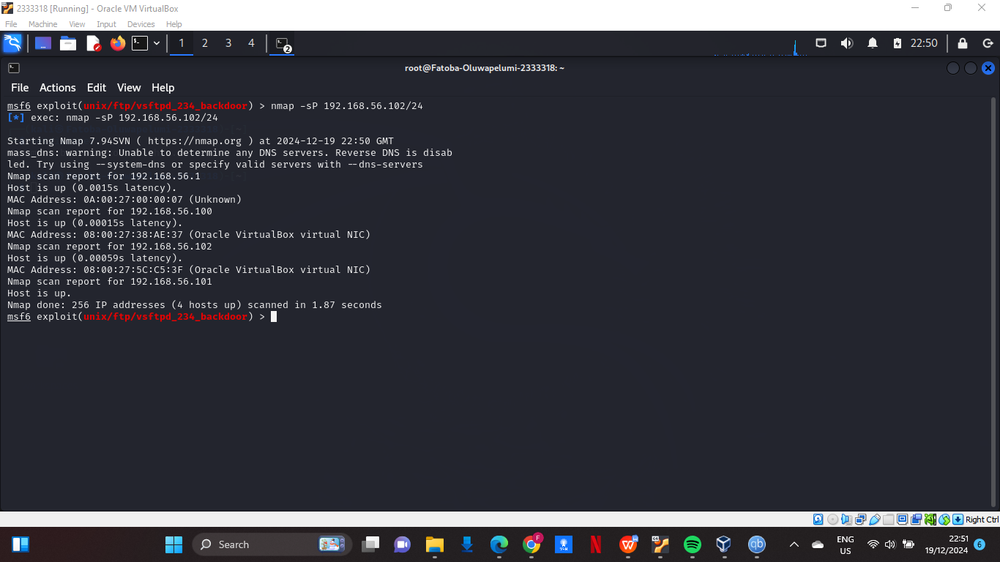 2333318 [Running] - Oracle VM VirtualBox
File Machine View Input Devices Help
1 2 3 4 2 22:50
root@Fatoba-Oluwapelumi-2333318: ~
File Actions Edit View Help
msf6 exploit(unix/ftp/vsftpd_234_backdoor) > nmap -sP 192.168.56.102/24
[*] exec: nmap -sP 192.168.56.102/24
Starting Nmap 7.94SVN ( https://nmap.org ) at 2024-12-19 22:50 GMT
mass_dns: warning: Unable to determine any DNS servers. Reverse DNS is disab
led. Try using --system-dns or specify valid servers with --dns-servers
Nmap scan report for 192.168.56.1
Host is up (0.0015s latency).
MAC Address: 0A:00:27:00:00:07 (Unknown)
Nmap scan report for 192.168.56.100
Host is up (0.00015s latency).
MAC Address: 08:00:27:38:AE:37 (Oracle VirtualBox virtual NIC)
Nmap scan report for 192.168.56.102
Host is up (0.00059s latency).
MAC Address: 08:00:27:5C:C5:3F (Oracle VirtualBox virtual NIC)
Nmap scan report for 192.168.56.101
Host is up.
Nmap done: 256 IP addresses (4 hosts up) scanned in 1.87 seconds
msf6 exploit(unix/ftp/vsftpd_234_backdoor) >
Right Ctrl
Search
F
N
W
qb
ENG
US
22:51
19/12/2024
6